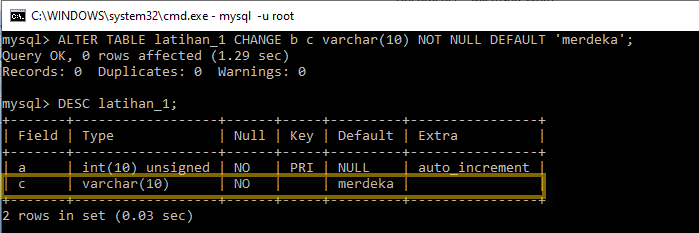 C:\WINDOWS\system32\cmd.exe - mysql -u root
mysql> ALTER TABLE latihan_1 CHANGE b c varchar(10) NOT NULL DEFAULT 'merdeka';
Query OK, 0 rows affected (1.29 sec)
Records: 0  Duplicates: 0  Warnings: 0
mysql> DESC latihan_1;
+-------+------------------+------+-----+---------+----------------+
| Field | Type             | Null | Key | Default | Extra          |
+-------+------------------+------+-----+---------+----------------+
| a     | int(10) unsigned | NO   | PRI | NULL    | auto_increment |
| c     | varchar(10)      | NO   |     | merdeka |                |
+-------+------------------+------+-----+---------+----------------+
2 rows in set (0.03 sec)